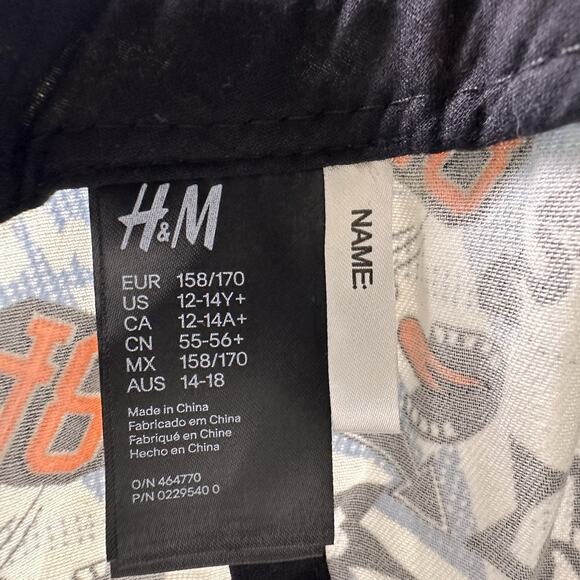 H&M
EUR 158/170
US 12-14Y+
CA 12-14A+
CN 55-56+
MX 158/170
AUS 14-18
Made in China
Fabricado em China
Fabriqué en Chine
Hecho en China
O/N 464770
P/N 0229540 0
NAME: